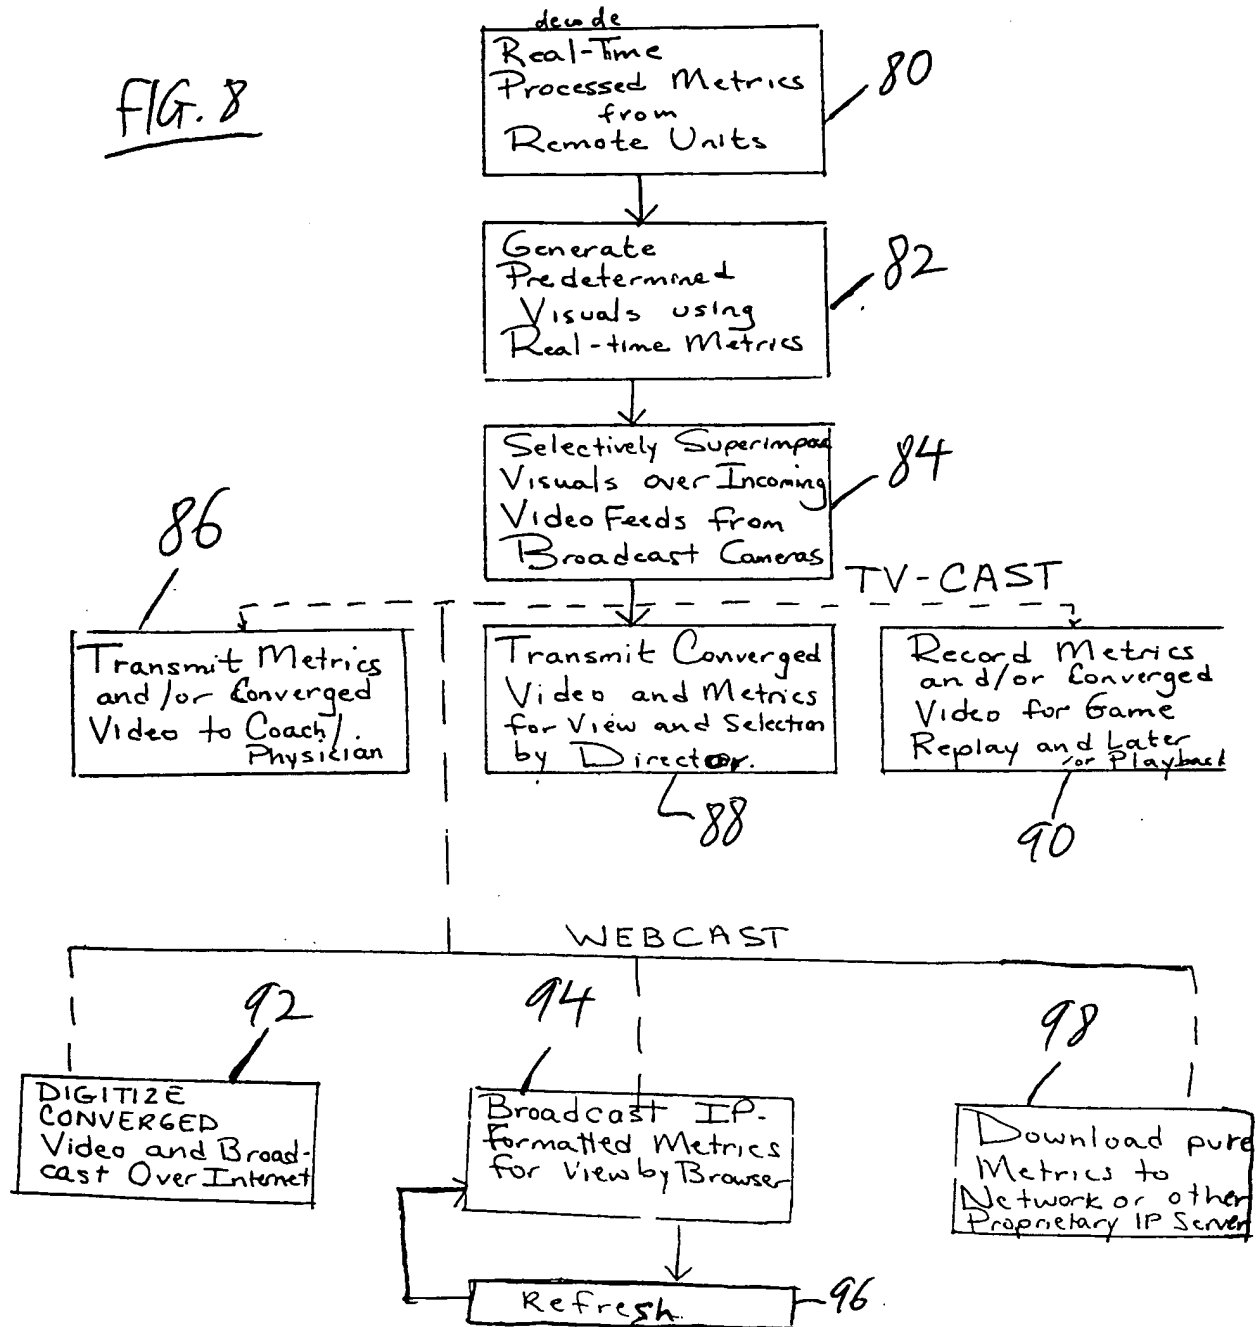 FIG. 8
decode
Real-Time
Processed Metrics
from
Remote Units
80
Generate
Predetermined
Visuals using
Real-time Metrics
82
Selectively Superimpose
Visuals over Incoming
Video Feeds from
Broadcast Cameras
84
TV-CAST
86
Transmit Metrics
and/or Converged
Video to Coach/
Physician
Transmit Converged
Video and Metrics
for View and Selection
by Director.
88
Record Metrics
and/or Converged
Video for Game
Replay and Later
/or Playback
90
WEBCAST
92
DIGITIZE
CONVERGED
Video and Broad-
cast Over Internet
94
Broadcast IP-
formatted Metrics
for View by Browser
Refresh
96
98
Download pure
Metrics to
Network or other
Proprietary IP Server